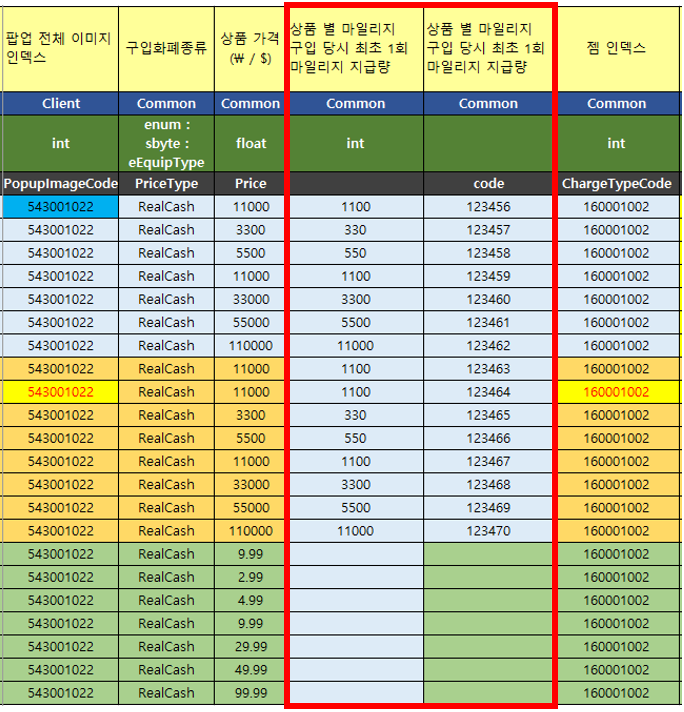 팝업 전체 이미지 인덱스 구입화폐종류 상품 가격 (₩ / $) 상품 별 마일리지 구입 당시 최초 1회 마일리지 지급량 상품 별 마일리지 구입 당시 최초 1회 마일리지 지급량 젬 인덱스
Client Common Common Common Common Common
int enum : sbyte : eEquipType float int int
PopupImageCode PriceType Price code ChargeTypeCode
543001022 RealCash 11000 1100 123456 160001002
543001022 RealCash 3300 330 123457 160001002
543001022 RealCash 5500 550 123458 160001002
543001022 RealCash 11000 1100 123459 160001002
543001022 RealCash 33000 3300 123460 160001002
543001022 RealCash 55000 5500 123461 160001002
543001022 RealCash 110000 11000 123462 160001002
543001022 RealCash 11000 1100 123463 160001002
543001022 RealCash 11000 1100 123464 160001002
543001022 RealCash 3300 330 123465 160001002
543001022 RealCash 5500 550 123466 160001002
543001022 RealCash 11000 1100 123467 160001002
543001022 RealCash 33000 3300 123468 160001002
543001022 RealCash 55000 5500 123469 160001002
543001022 RealCash 110000 11000 123470 160001002
543001022 RealCash 9.99 160001002
543001022 RealCash 2.99 160001002
543001022 RealCash 4.99 160001002
543001022 RealCash 9.99 160001002
543001022 RealCash 29.99 160001002
543001022 RealCash 49.99 160001002
543001022 RealCash 99.99 160001002